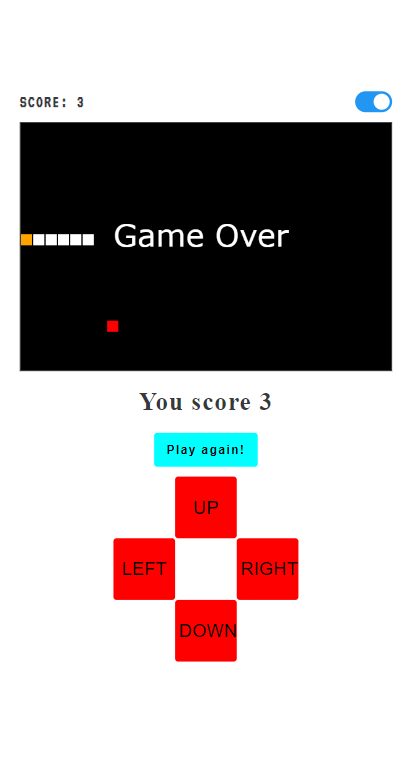 SCORE: 3
Game Over
You score 3
Play again!
UP
LEFT RIGHT
DOWN